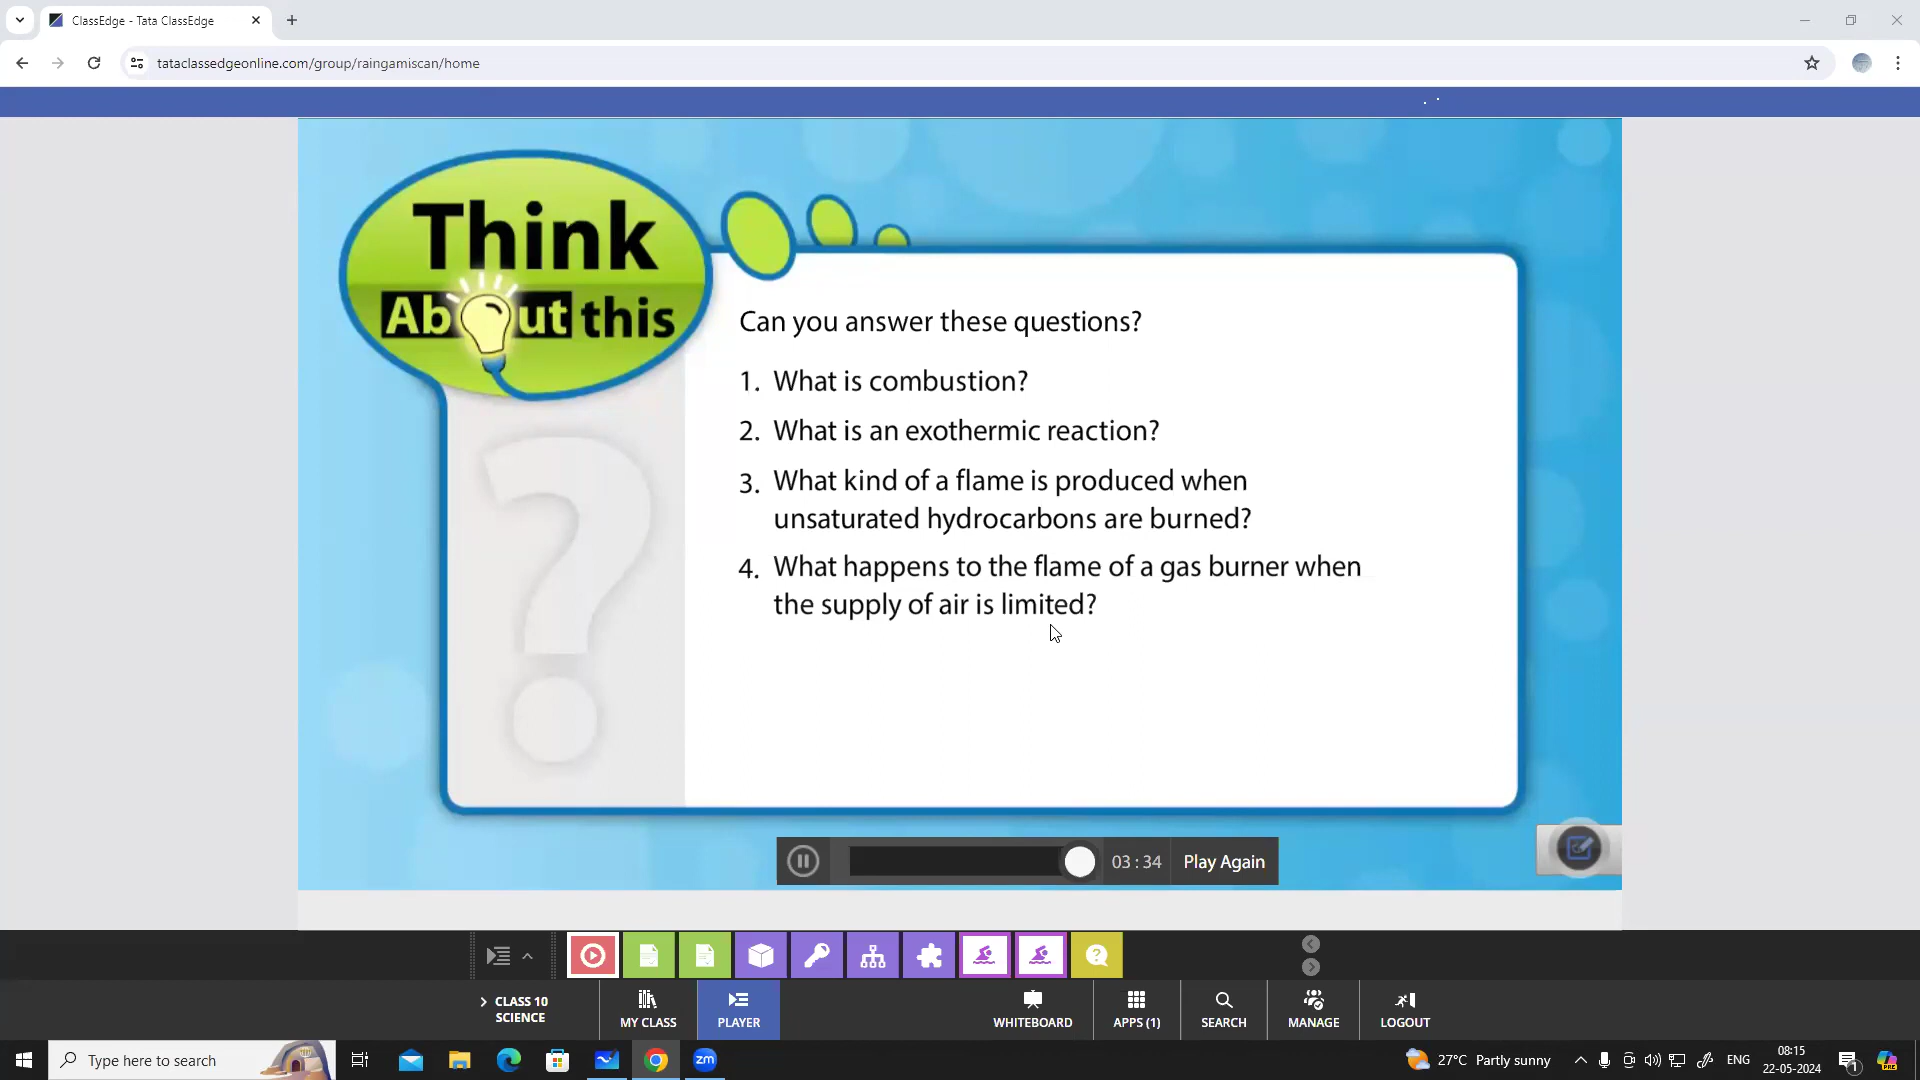 ClassEdge - Tata ClassEdge
tataclassedgeonline.com/group/raingamiscan/home
Think
About this
Can you answer these questions?
1. What is combustion?
2. What is an exothermic reaction?
3. What kind of a flame is produced when
unsaturated hydrocarbons are burned?
4. What happens to the flame of a gas burner when
the supply of air is limited?
?
03 : 34 Play Again
CLASS 10
SCIENCE
MY CLASS
PLAYER
WHITEBOARD
APPS (1)
SEARCH
MANAGE
LOGOUT
Type here to search
zm
27°C Partly sunny
ENG
08:15
22-05-2024
1
PRE